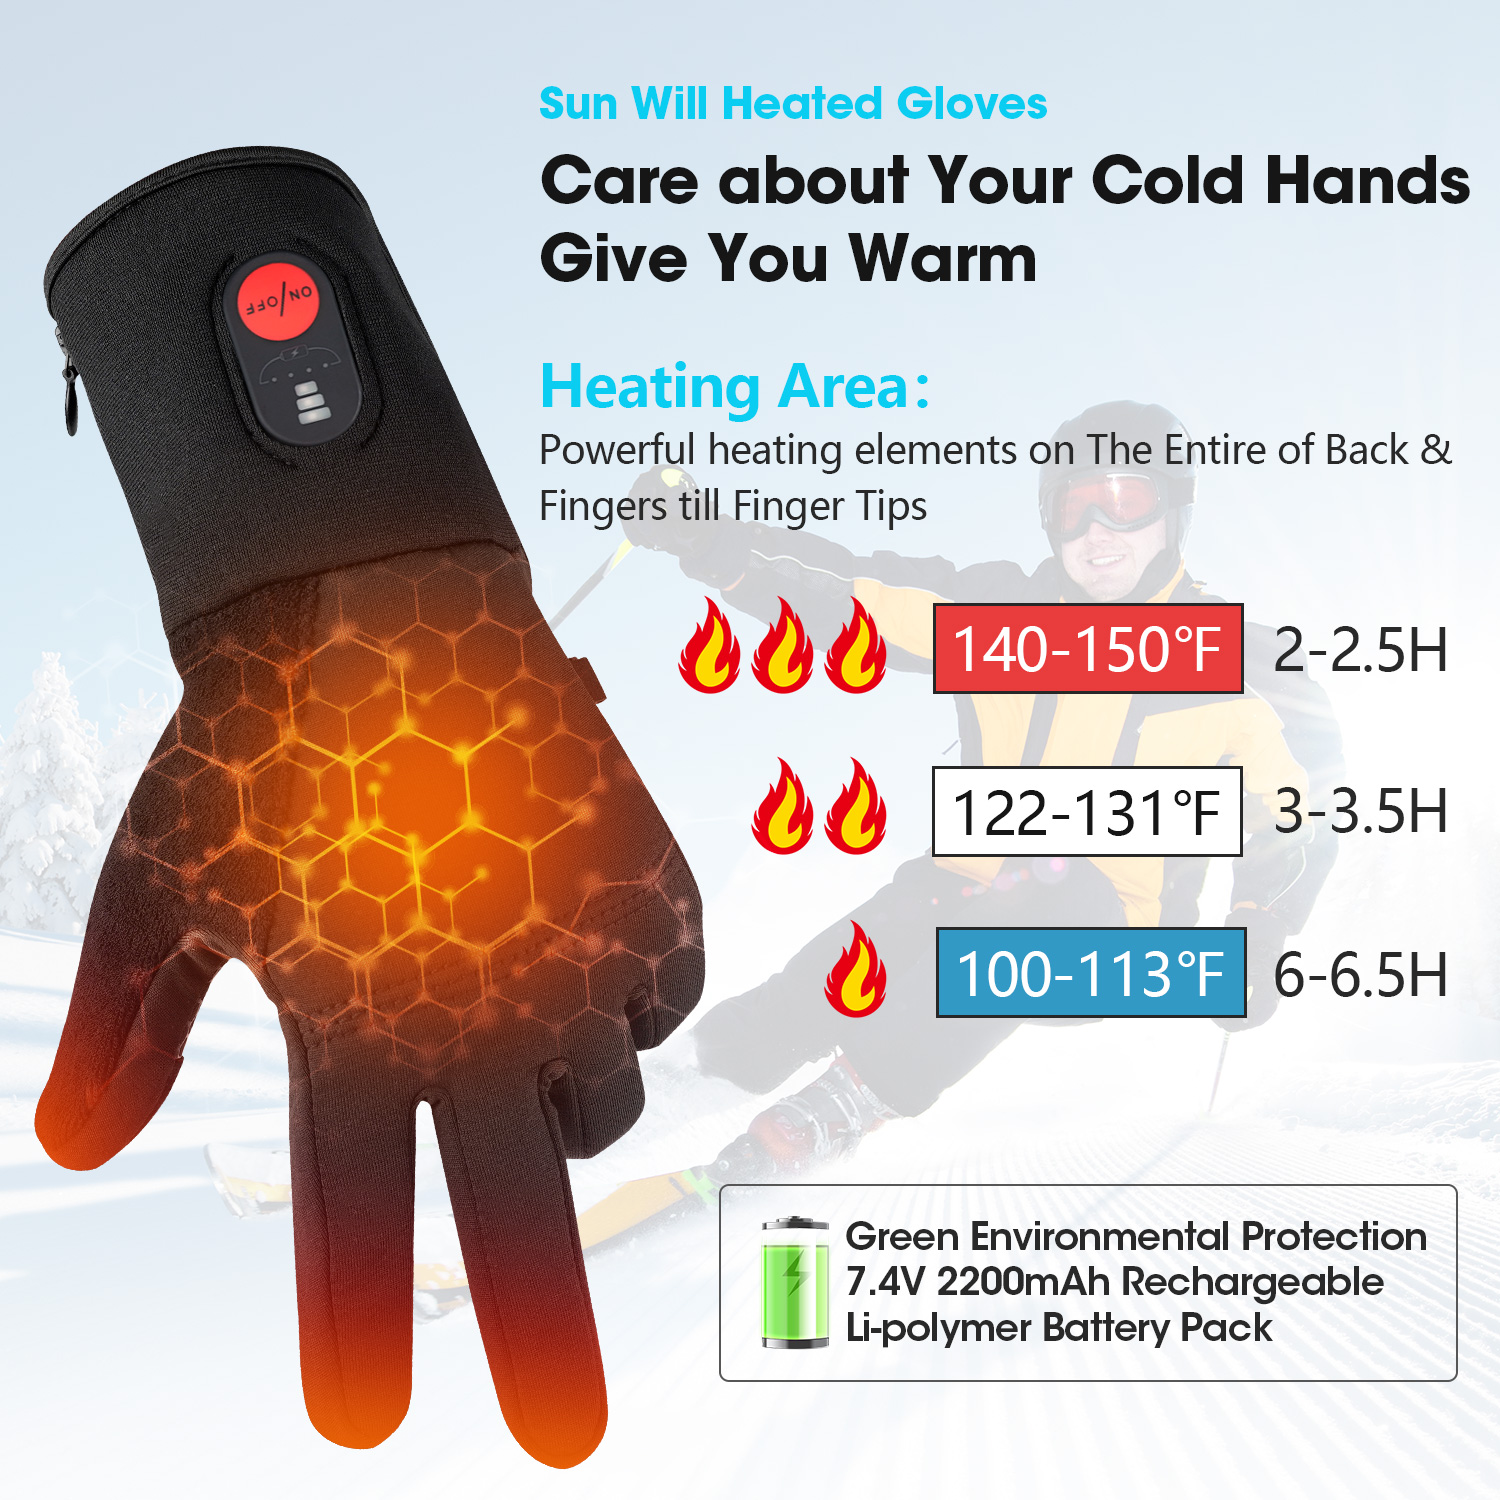 Sun Will Heated Gloves
Care about Your Cold Hands
Give You Warm
ON/OFF
Heating Area:
Powerful heating elements on The Entire of Back &
Fingers till Finger Tips
140-150°F 2-2.5H
122-131°F 3-3.5H
100-113°F 6-6.5H
Green Environmental Protection
7.4V 2200mAh Rechargeable
Li-polymer Battery Pack